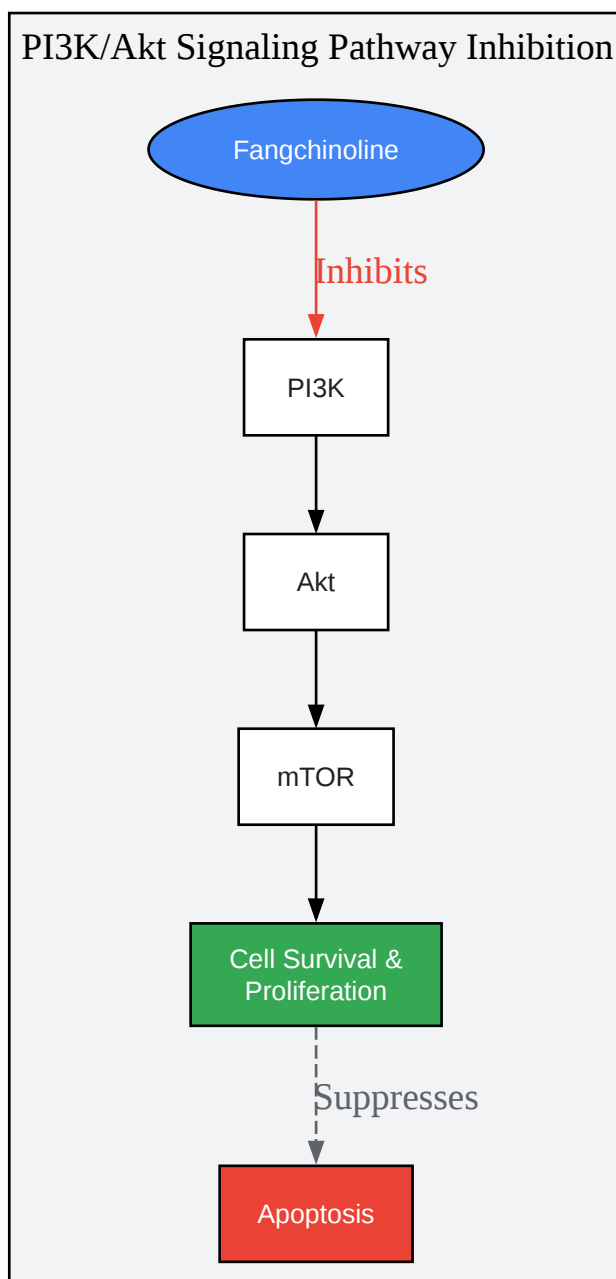 PI3K/Akt Signaling Pathway Inhibition
Fangchinoline
Inhibits
PI3K
Akt
mTOR
Cell Survival &
Proliferation
Suppresses
Apoptosis